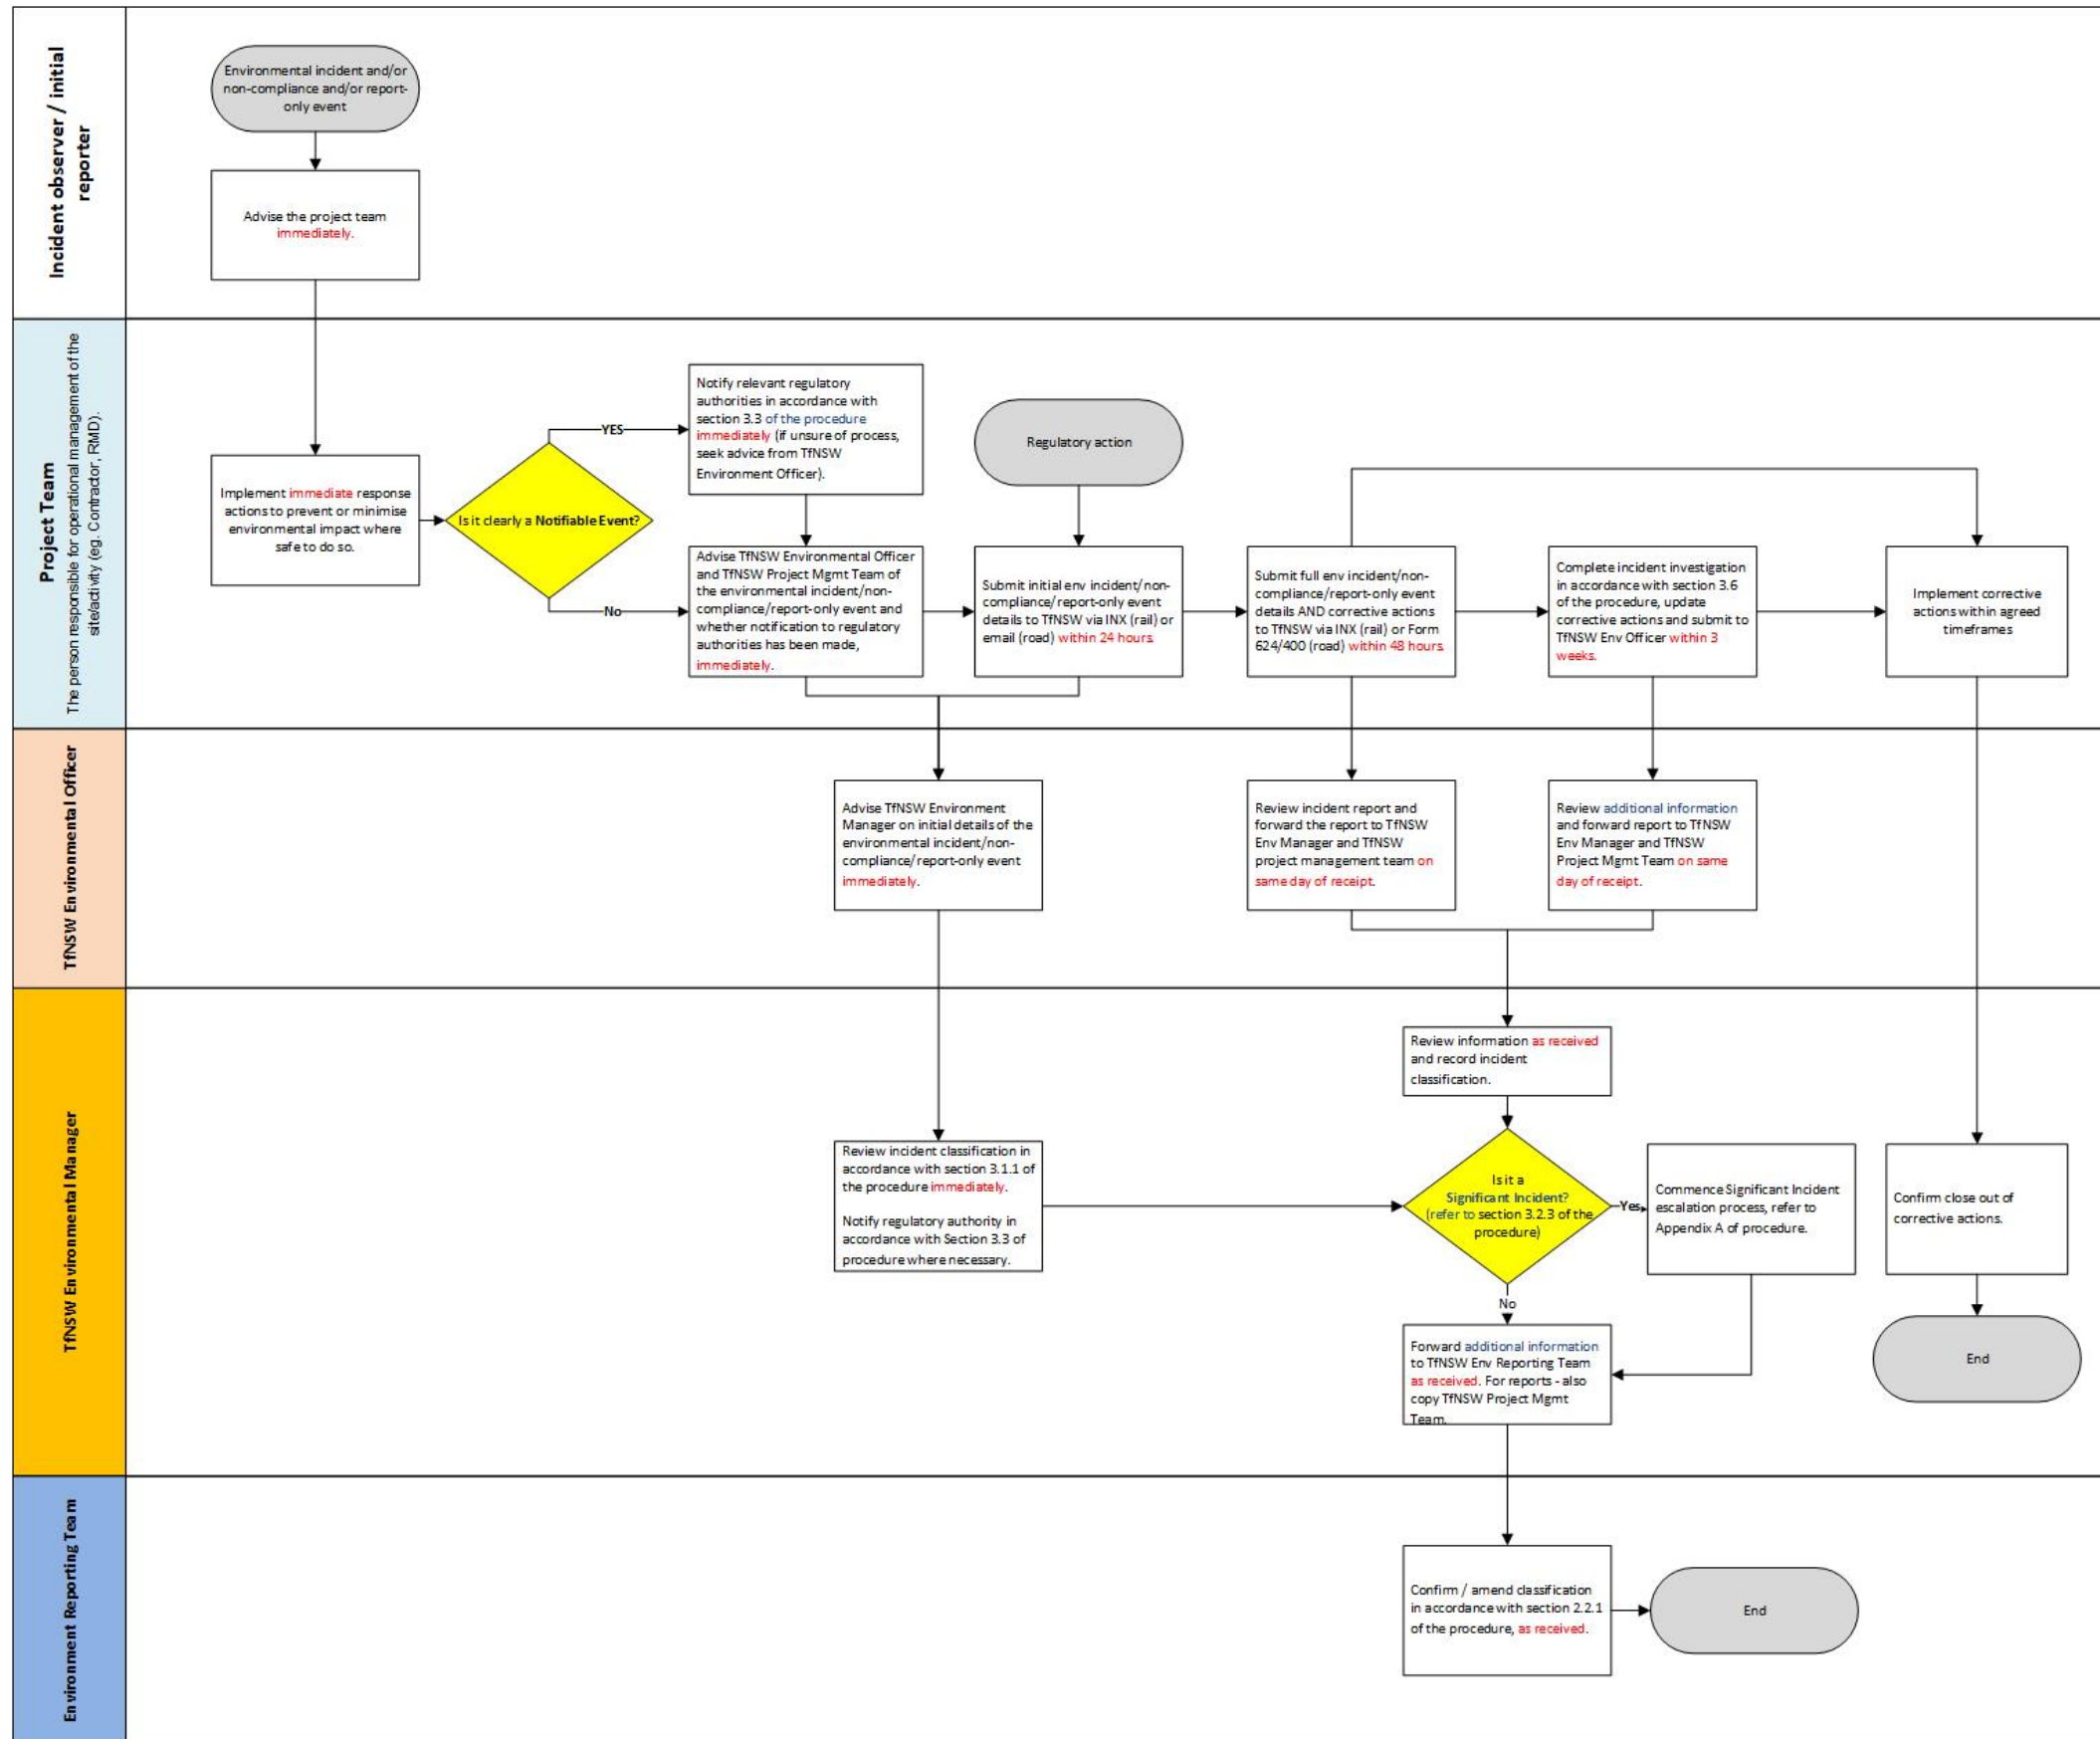 Incident observer / initial
reporter
Environmental incident and/or
non-compliance and/or report-
only event
Advise the project team
immediately.
Project Team
The person responsible for operational management of the
site/activity (eg. Contractor, RMD).
Implement immediate response
actions to prevent or minimise
environmental impact where
safe to do so.
Is it clearly a Notifiable Event?
YES
No
Notify relevant regulatory
authorities in accordance with
section 3.3 of the procedure
immediately (if unsure of process,
seek advice from TfNSW
Environment Officer).
Advise TfNSW Environmental Officer
and TfNSW Project Mgmt Team of
the environmental incident/non-
compliance/report-only event and
whether notification to regulatory
authorities has been made,
immediately.
Regulatory action
Submit initial env incident/non-
compliance/report-only event
details to TfNSW via INX (rail) or
email (road) within 24 hours.
Submit full env incident/non-
compliance/report-only event
details AND corrective actions
to TfNSW via INX (rail) or Form
624/400 (road) within 48 hours.
Complete incident investigation
in accordance with section 3.6
of the procedure, update
corrective actions and submit to
TfNSW Env Officer within 3
weeks.
Implement corrective
actions within agreed
timeframes
TfNSW Environmental Officer
Advise TfNSW Environment
Manager on initial details of the
environmental incident/non-
compliance/report-only event
immediately.
Review incident report and
forward the report to TfNSW
Env Manager and TfNSW
project management team on
same day of receipt.
Review additional information
and forward report to TfNSW
Env Manager and TfNSW
Project Mgmt Team on same
day of receipt.
TfNSW Environmental Manager
Review information as received
and record incident
classification.
Review incident classification in
accordance with section 3.1.1 of
the procedure immediately.
Notify regulatory authority in
accordance with Section 3.3 of
procedure where necessary.
Is it a
Significant Incident?
(refer to section 3.2.3 of the
procedure)
Yes
No
Commence Significant Incident
escalation process, refer to
Appendix A of procedure.
Confirm close out of
corrective actions.
Forward additional information
to TfNSW Env Reporting Team
as received. For reports - also
copy TfNSW Project Mgmt
Team.
End
Environment Reporting Team
Confirm / amend classification
in accordance with section 2.2.1
of the procedure, as received.
End